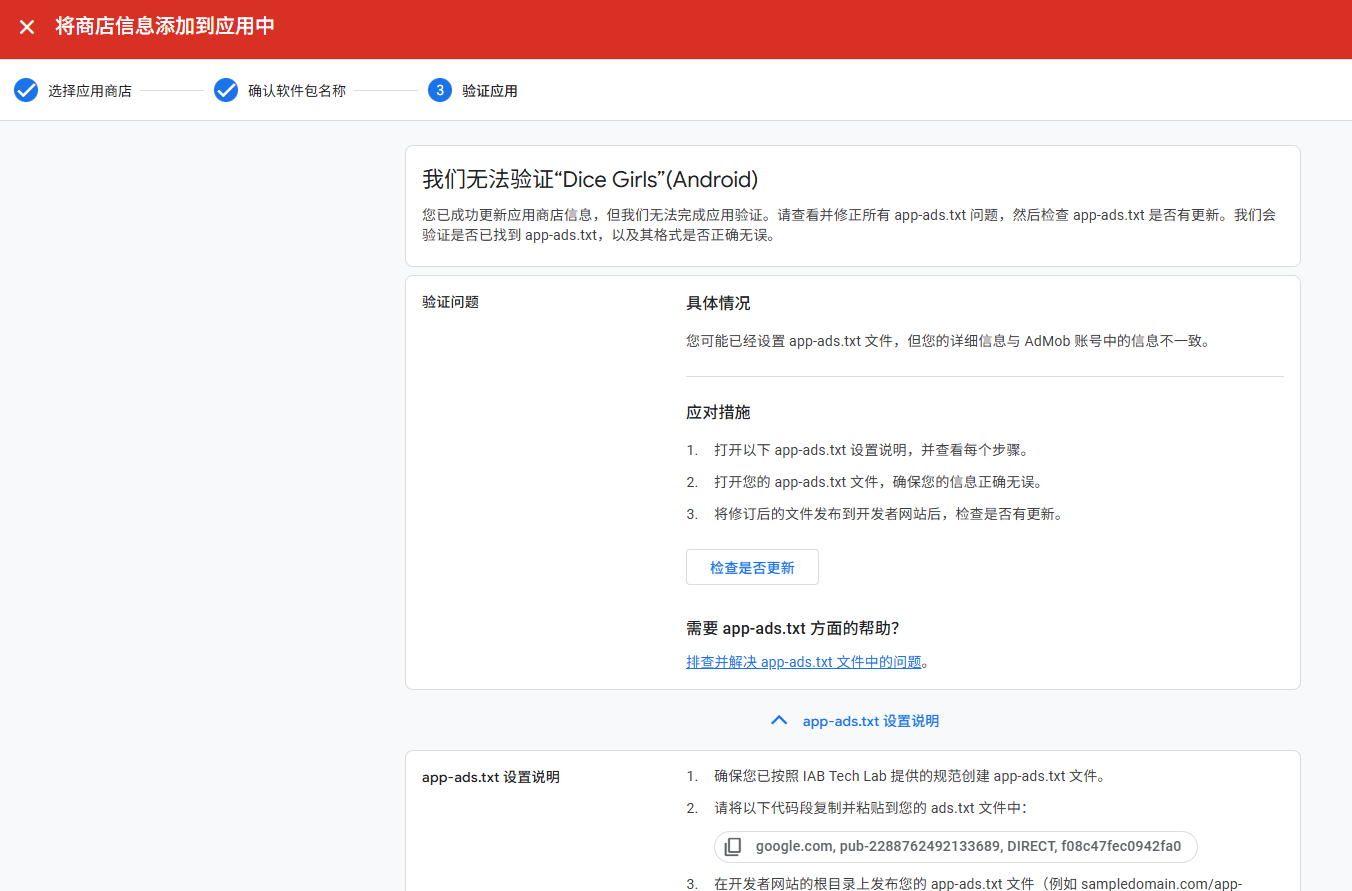 将商店信息添加到应用中
选择应用商店
确认软件包名称
3 验证应用
我们无法验证“Dice Girls”(Android)
您已成功更新应用商店信息，但我们无法完成应用验证。请查看并修正所有 app-ads.txt 问题，然后检查 app-ads.txt 是否有更新。我们会
验证是否已找到 app-ads.txt，以及其格式是否正确无误。
验证问题
具体情况
您可能已经设置 app-ads.txt 文件，但您的详细信息与 AdMob 账号中的信息不一致。
应对措施
1. 打开以下 app-ads.txt 设置说明，并查看每个步骤。
2. 打开您的 app-ads.txt 文件，确保您的信息正确无误。
3. 将修订后的文件发布到开发者网站后，检查是否有更新。
检查是否更新
需要 app-ads.txt 方面的帮助？
排查并解决 app-ads.txt 文件中的问题。
app-ads.txt 设置说明
app-ads.txt 设置说明
1. 确保您已按照 IAB Tech Lab 提供的规范创建 app-ads.txt 文件。
2. 请将以下代码段复制并粘贴到您的 ads.txt 文件中：
google.com, pub-2288762492133689, DIRECT, f08c47fec0942fa0
3. 在开发者网站的根目录上发布您的 app-ads.txt 文件（例如 sampledomain.com/app-